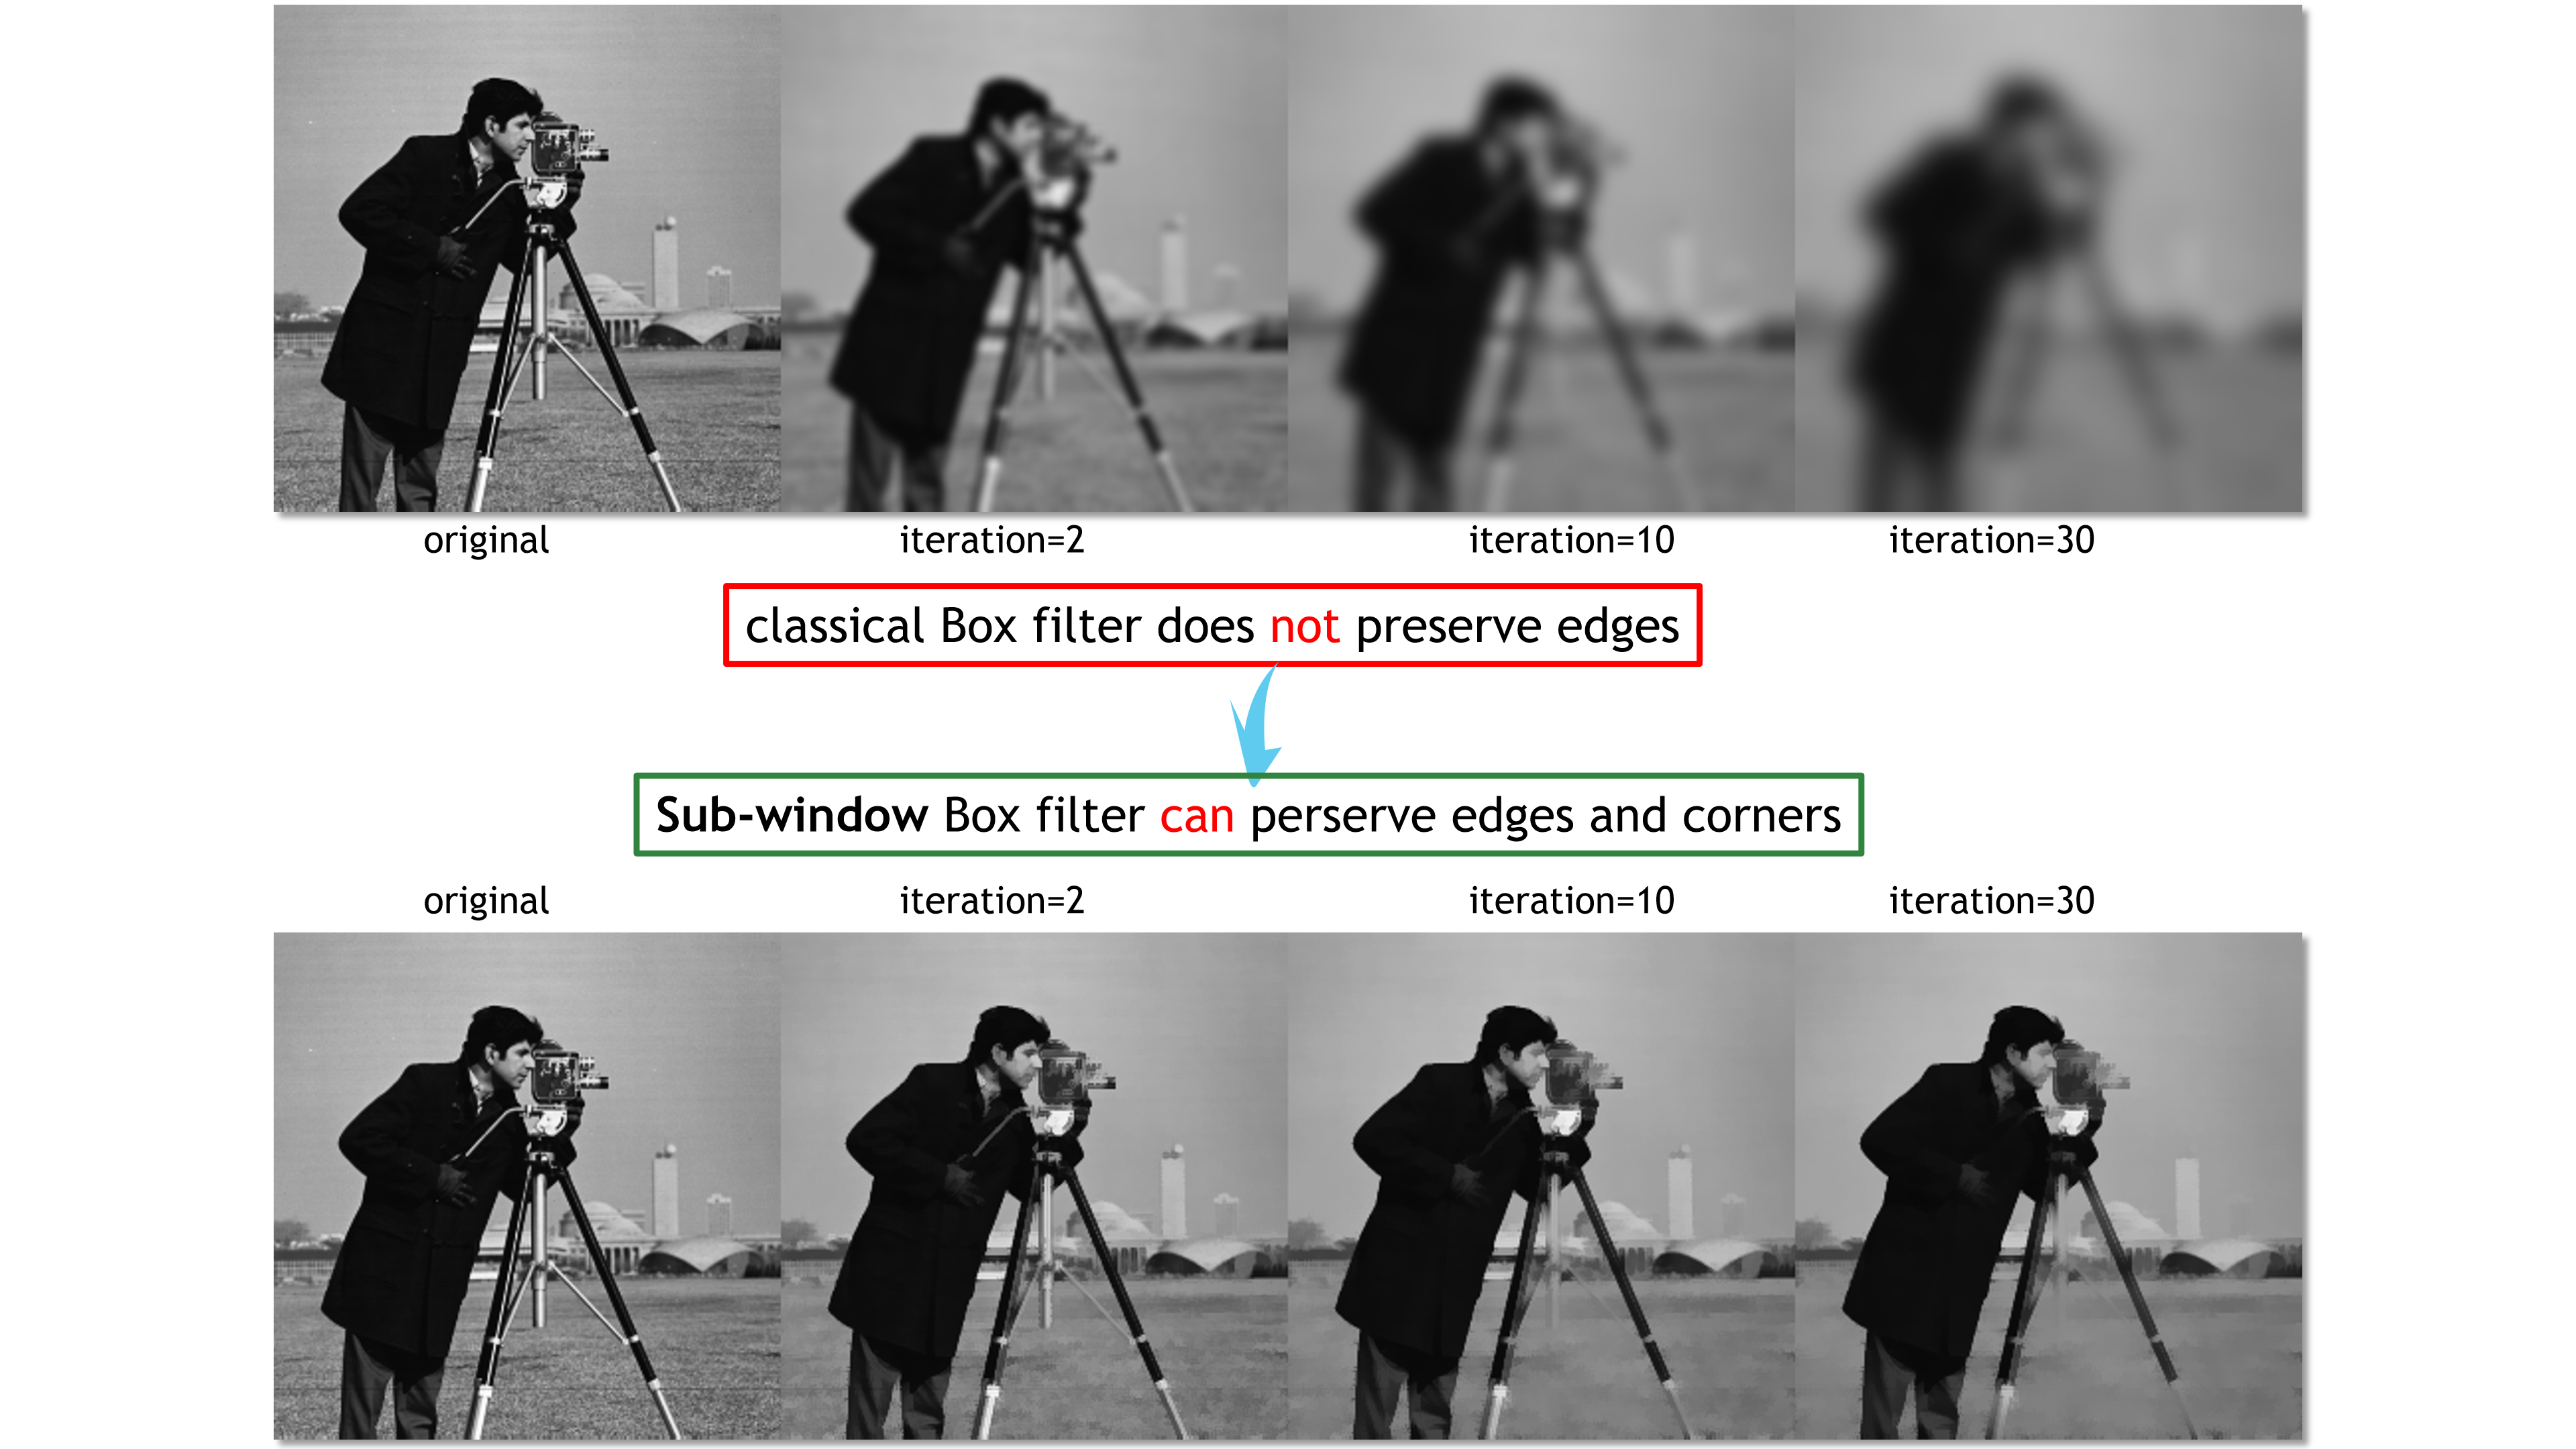 original
iteration=2
iteration=10
iteration=30
classical Box filter does not preserve edges
Sub-window Box filter can perserve edges and corners
original
iteration=2
iteration=10
iteration=30